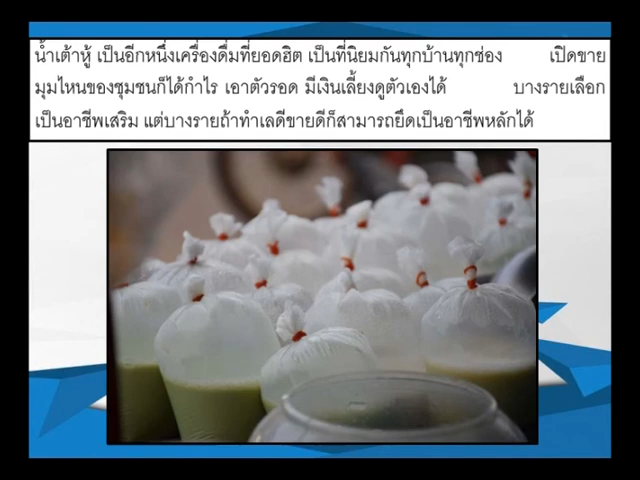 น้ำเต้าหู้ เป็นอีกหนึ่งเครื่องดื่มที่ยอดฮิต เป็นที่นิยมกันทุกบ้านทุกช่อง เปิดขาย
มุมไหนของชุมชนก็ได้กำไร เอาตัวรอด มีเงินเลี้ยงดูตัวเองได้ บางรายเลือก
เป็นอาชีพเสริม แต่บางรายถ้าทำเลดีขายดีก็สามารถยึดเป็นอาชีพหลักได้